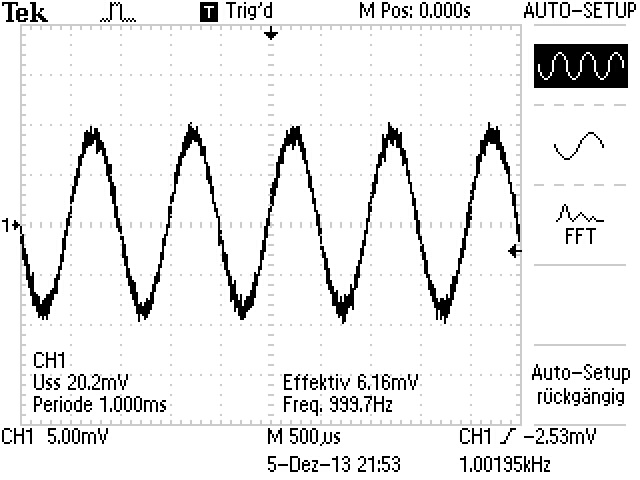 Tek T Trig'd M Pos: 0.000s AUTO-SETUP
1
FFT
CH1
Uss 20.2mV Effektiv 6.16mV
Periode 1.000ms Freq. 999.7Hz
Auto-Setup
rückgängig
CH1 5.00mV M 500µs CH1 -2.53mV
5-Dez-13 21:53 1.00195kHz